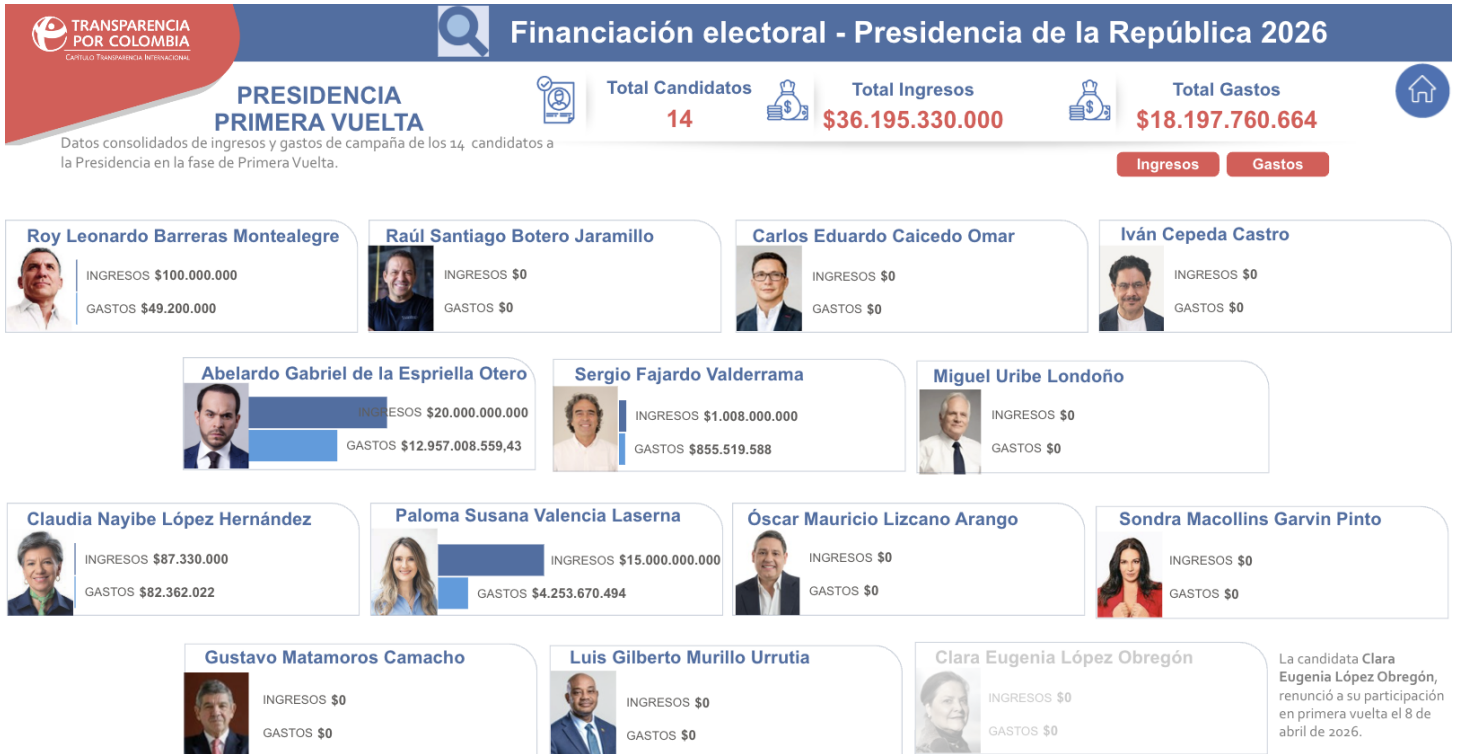 TRANSPARENCIA
POR COLOMBIA
CAPÍTULO TRANSPARENCIA INTERNACIONAL
Financiación electoral - Presidencia de la República 2026
PRESIDENCIA
PRIMERA VUELTA
Datos consolidados de ingresos y gastos de campaña de los 14 candidatos a
la Presidencia en la fase de Primera Vuelta.
Total Candidatos
14
Total Ingresos
$36.195.330.000
Total Gastos
$18.197.760.664
Ingresos
Gastos
Roy Leonardo Barreras Montealegre
INGRESOS $100.000.000
GASTOS $49.200.000
Raúl Santiago Botero Jaramillo
INGRESOS $0
GASTOS $0
Carlos Eduardo Caicedo Omar
INGRESOS $0
GASTOS $0
Iván Cepeda Castro
INGRESOS $0
GASTOS $0
Abelardo Gabriel de la Espriella Otero
INGRESOS $20.000.000.000
GASTOS $12.957.008.559,43
Sergio Fajardo Valderrama
INGRESOS $1.008.000.000
GASTOS $855.519.588
Miguel Uribe Londoño
INGRESOS $0
GASTOS $0
Claudia Nayibe López Hernández
INGRESOS $87.330.000
GASTOS $82.362.022
Paloma Susana Valencia Laserna
INGRESOS $15.000.000.000
GASTOS $4.253.670.494
Óscar Mauricio Lizcano Arango
INGRESOS $0
GASTOS $0
Sondra Macollins Garvin Pinto
INGRESOS $0
GASTOS $0
Gustavo Matamoros Camacho
INGRESOS $0
GASTOS $0
Luis Gilberto Murillo Urrutia
INGRESOS $0
GASTOS $0
Clara Eugenia López Obregón
INGRESOS $0
GASTOS $0
La candidata Clara
Eugenia López Obregón,
renunció a su participación
en primera vuelta el 8 de
abril de 2026.